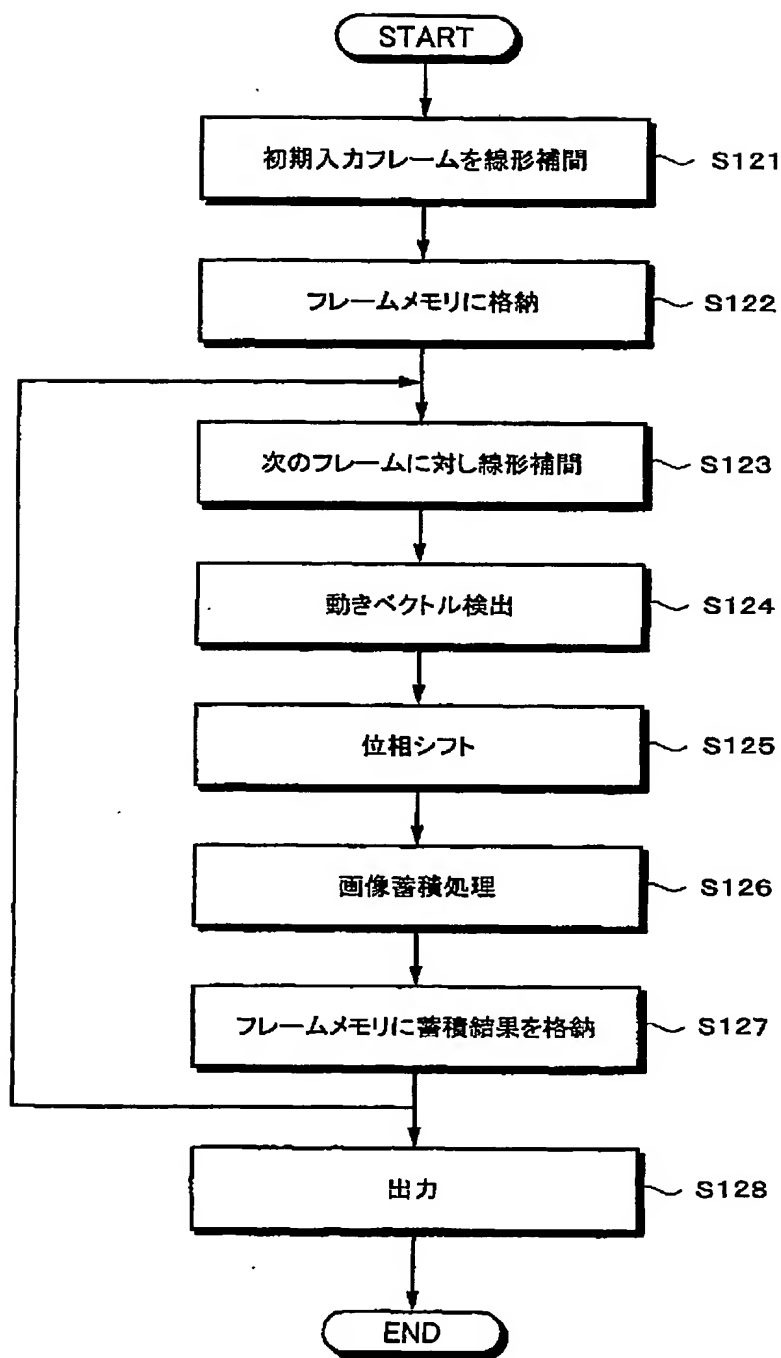 START
初期入力フレームを線形補間 S121
フレームメモリに格納 S122
次のフレームに対し線形補間 S123
動きベクトル検出 S124
位相シフト S125
画像蓄積処理 S126
フレームメモリに蓄積結果を格納 S127
出力 S128
END